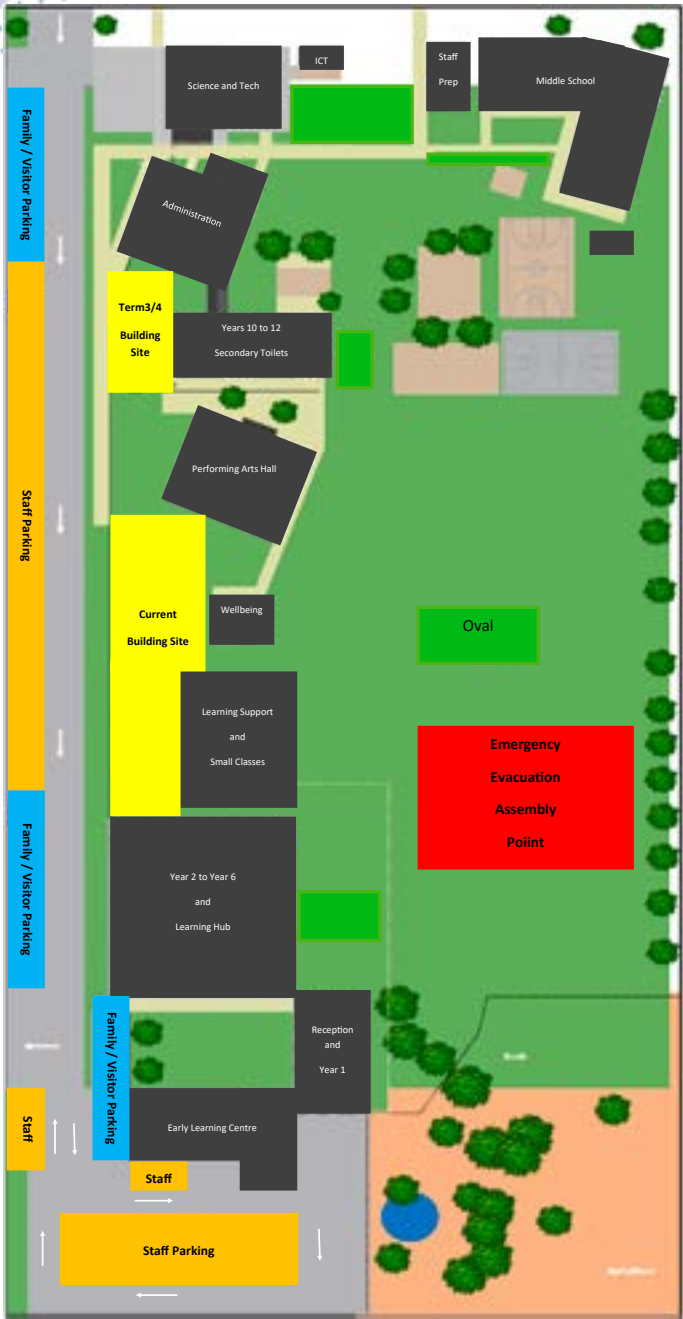 Science and Tech
ICT
Staff
Prep
Middle School
Family / Visitor Parking
Administration
Term3/4
Building
Site
Years 10 to 12
Secondary Toilets
Performing Arts Hall
Staff Parking
Current
Building Site
Wellbeing
Oval
Learning Support
and
Small Classes
Emergency
Evacuation
Assembly
Poiint
Family / Visitor Parking
Year 2 to Year 6
and
Learning Hub
Family / Visitor Parking
Reception
and
Year 1
Staff
Early Learning Centre
Staff
Staff Parking